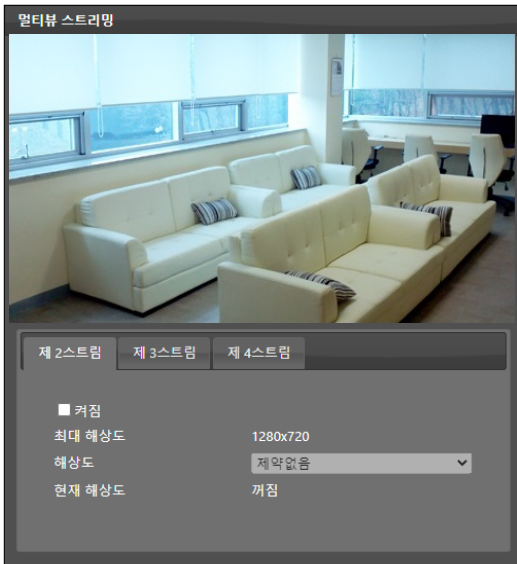 멀티뷰 스트리밍
제 2스트림 제 3스트림 제 4스트림
켜짐
최대 해상도 1280x720
해상도 제약없음
현재 해상도 꺼짐